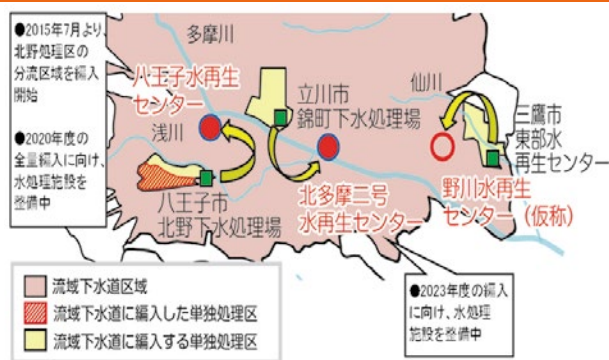 ●2015年7月より、
北野処理区の
分流区域を編入
開始
●2020年度の
全量編入に向け、
水処理施設を
整備中
多摩川
八王子水再生
センター
浅川
八王子市
北野下水処理場
立川市
錦町下水処理場
北多摩二号
水再生センター
仙川
三鷹市
東部水
再生センター
野川水再生
センター（仮称）
●2023年度の編入
に向け、水処理
施設を整備中
流域下水道区域
流域下水道に編入した単独処理区
流域下水道に編入する単独処理区